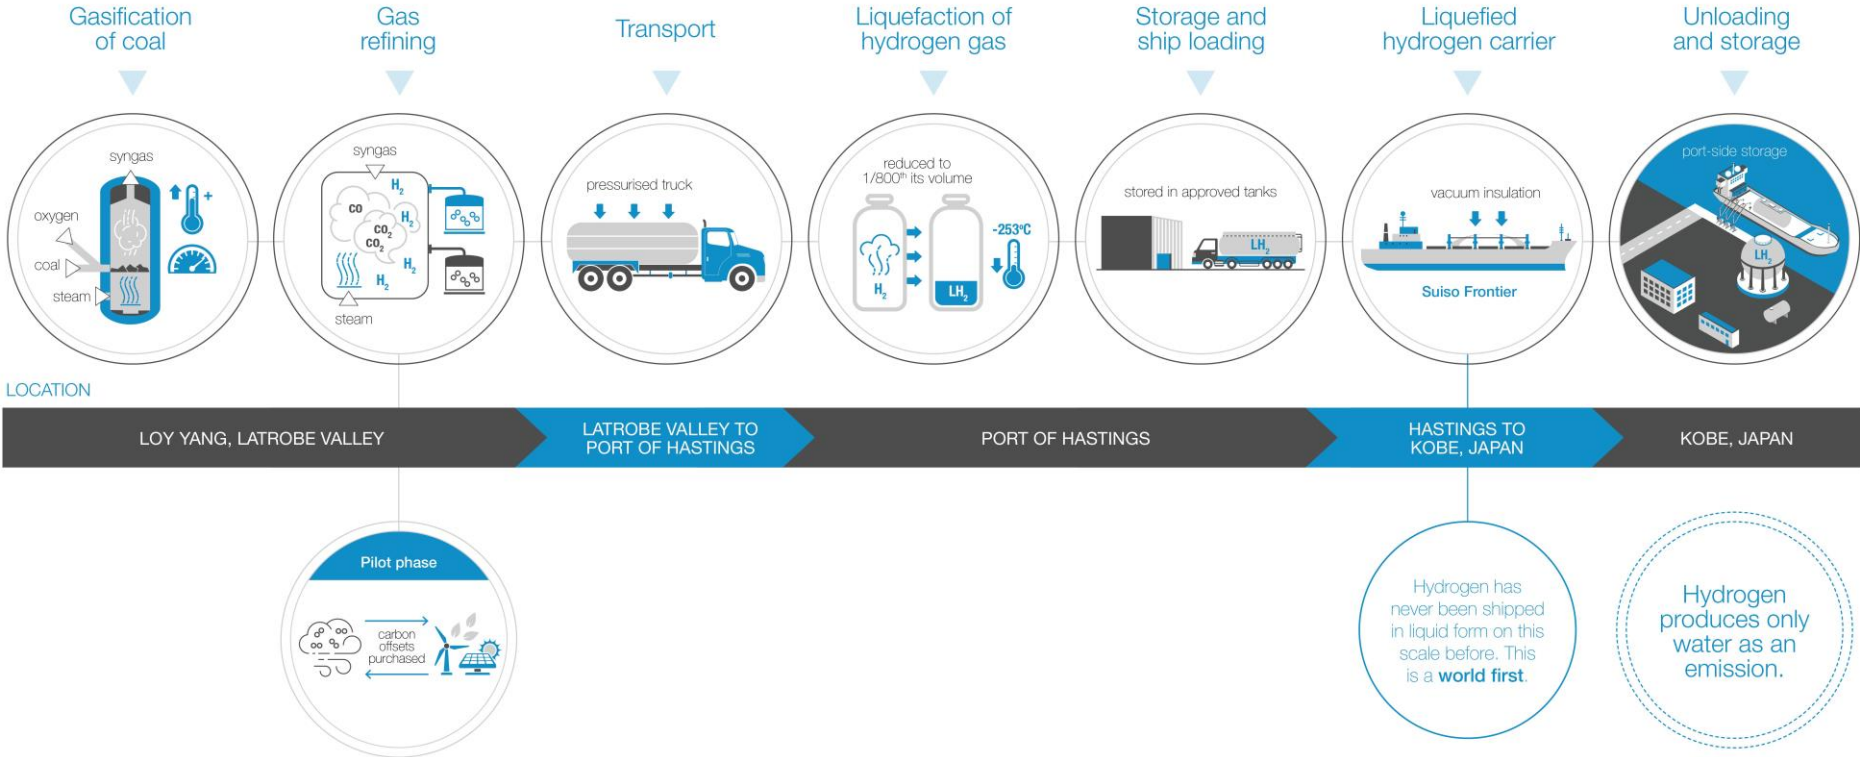 Gasification
of coal
Gas
refining
Transport
Liquefaction of
hydrogen gas
Storage and
ship loading
Liquefied
hydrogen carrier
Unloading
and storage
syngas
oxygen
coal
steam
+
syngas
H₂
CO
H₂
CO₂
CO₂
H₂
H₂
steam
pressurised truck
reduced to
1/800ᵗʰ its volume
-253ºC
H₂
LH₂
stored in approved tanks
LH₂
vacuum insulation
Suiso Frontier
port-side storage
LH₂
LOCATION
LOY YANG, LATROBE VALLEY
LATROBE VALLEY TO
PORT OF HASTINGS
PORT OF HASTINGS
HASTINGS TO
KOBE, JAPAN
KOBE, JAPAN
Pilot phase
carbon
offsets
purchased
Hydrogen has
never been shipped
in liquid form on this
scale before. This
is a world first.
Hydrogen
produces only
water as an
emission.